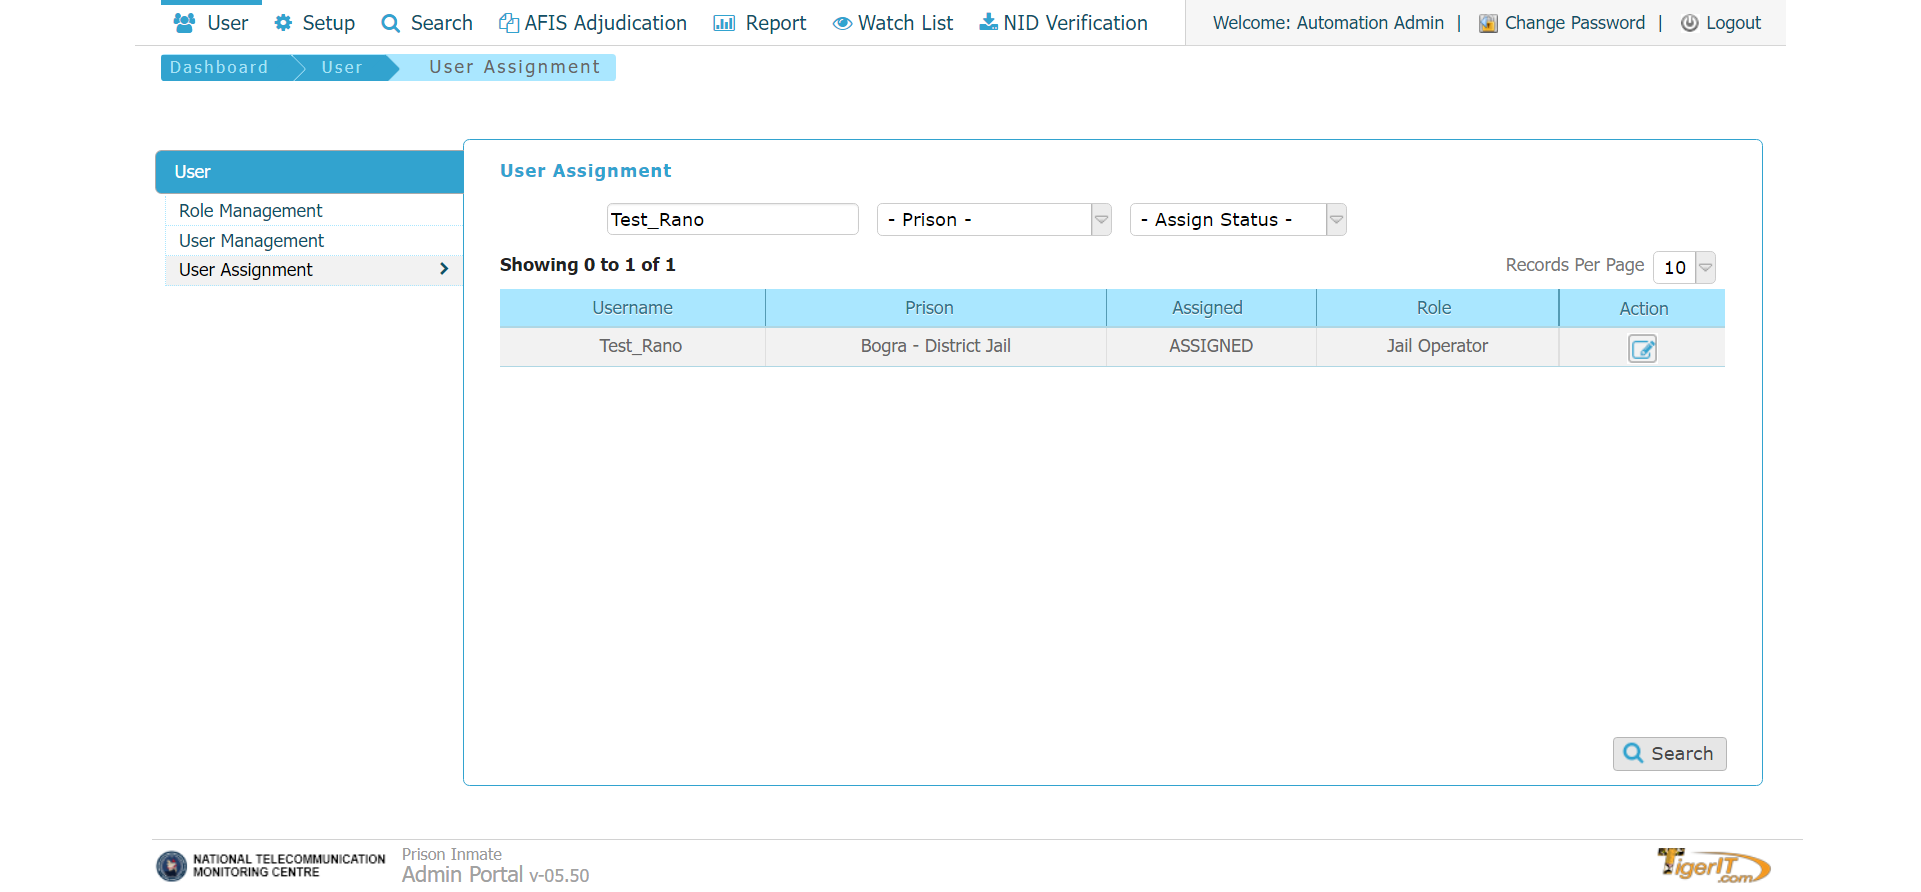 User Setup Search AFIS Adjudication Report Watch List NID Verification Welcome: Automation Admin | Change Password | Logout
Dashboard User User Assignment
User
Role Management
User Management
User Assignment
User Assignment
Test_Rano - Prison - - Assign Status -
Showing 0 to 1 of 1 Records Per Page 10
Username Prison Assigned Role Action
Test_Rano Bogra - District Jail ASSIGNED Jail Operator
Search
NATIONAL TELECOMMUNICATION
MONITORING CENTRE
Prison Inmate
Admin Portal v-05.50
TigerIT.com